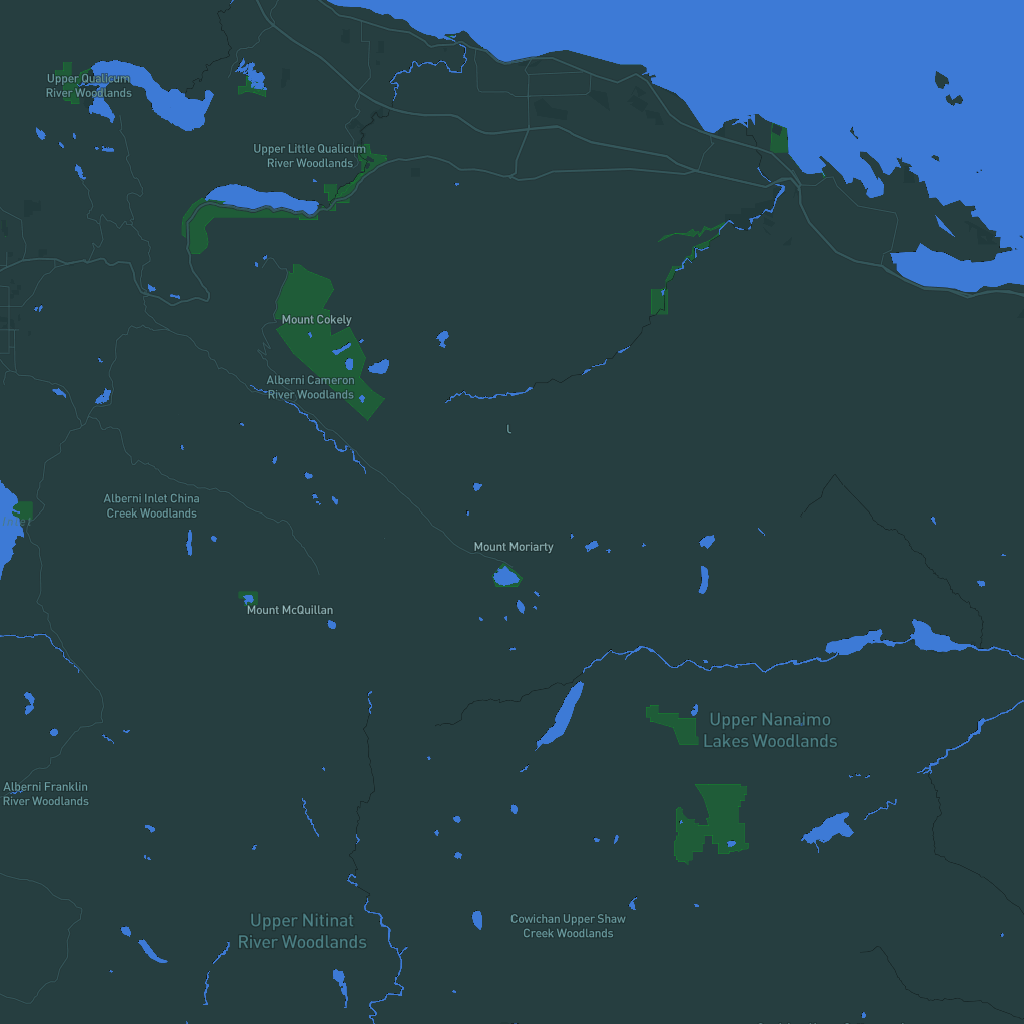 Upper Qualicum
River Woodlands
Upper Little Qualicum
River Woodlands
Mount Cokely
Alberni Cameron
River Woodlands
Alberni Inlet China
Creek Woodlands
Mount Moriarty
Mount McQuillan
Upper Nanaimo
Lakes Woodlands
Alberni Franklin
River Woodlands
Upper Nitinat
River Woodlands
Cowichan Upper Shaw
Creek Woodlands